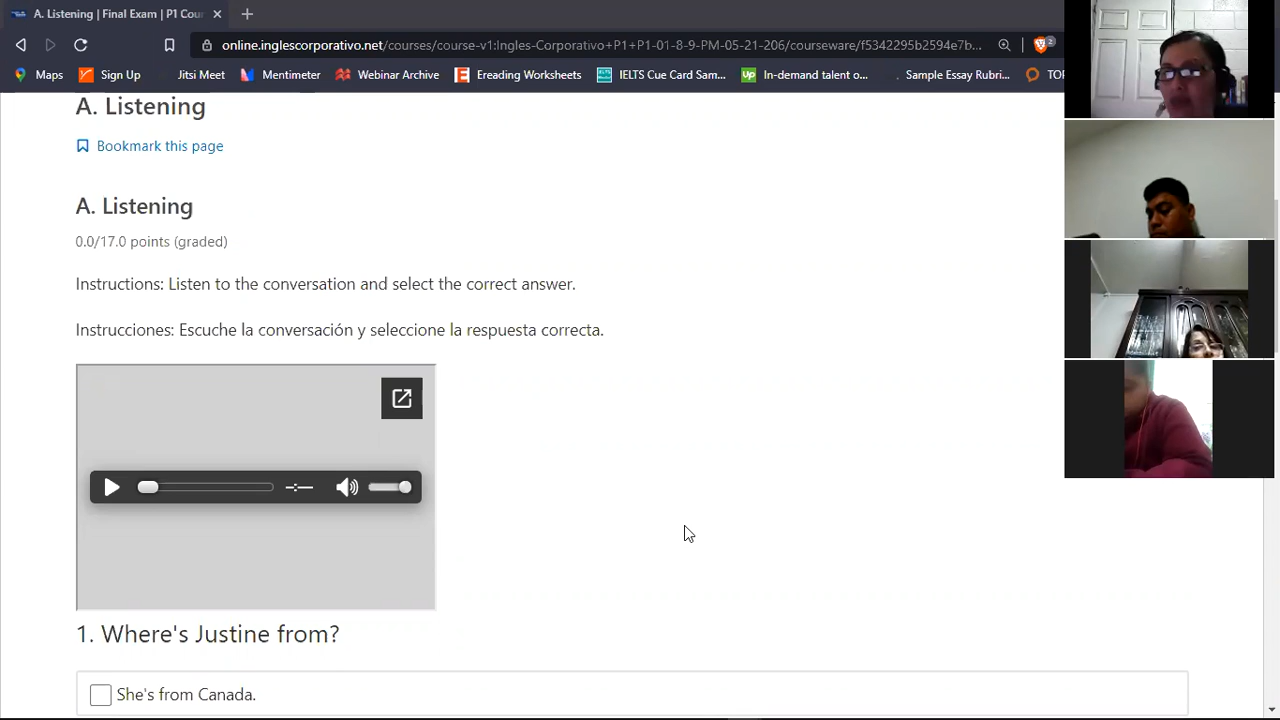 A. Listening | Final Exam | P1 Cour
online.inglescorporativo.net/courses/course-v1:Ingles-Corporativo+P1+P1-01-8-9-PM-05-21-206/courseware/f5342295b2594e7b...
2
Maps
Sign Up
Jitsi Meet
Mentimeter
Webinar Archive
Ereading Worksheets
IELTS Cue Card Sam...
In-demand talent o...
Sample Essay Rubri...
TOP
A. Listening
Bookmark this page
A. Listening
0.0/17.0 points (graded)
Instructions: Listen to the conversation and select the correct answer.
Instrucciones: Escuche la conversación y seleccione la respuesta correcta.
-:-
1. Where's Justine from?
She's from Canada.